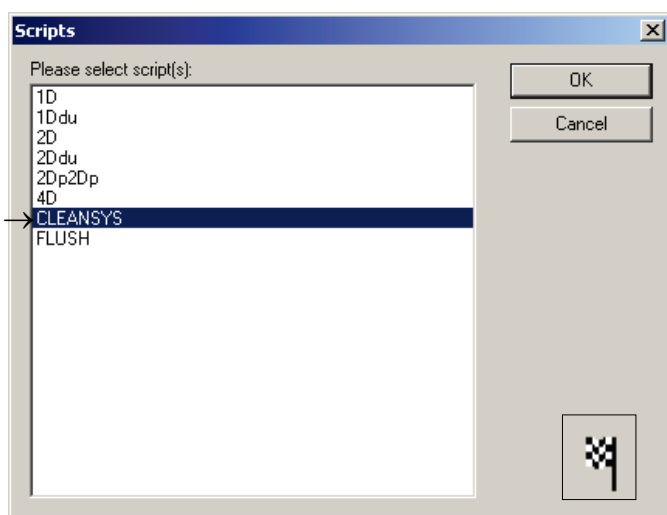 Scripts
Please select script(s):
1D
1Ddu
2D
2Ddu
2Dp2Dp
4D
CLEANSYS
FLUSH
OK
Cancel